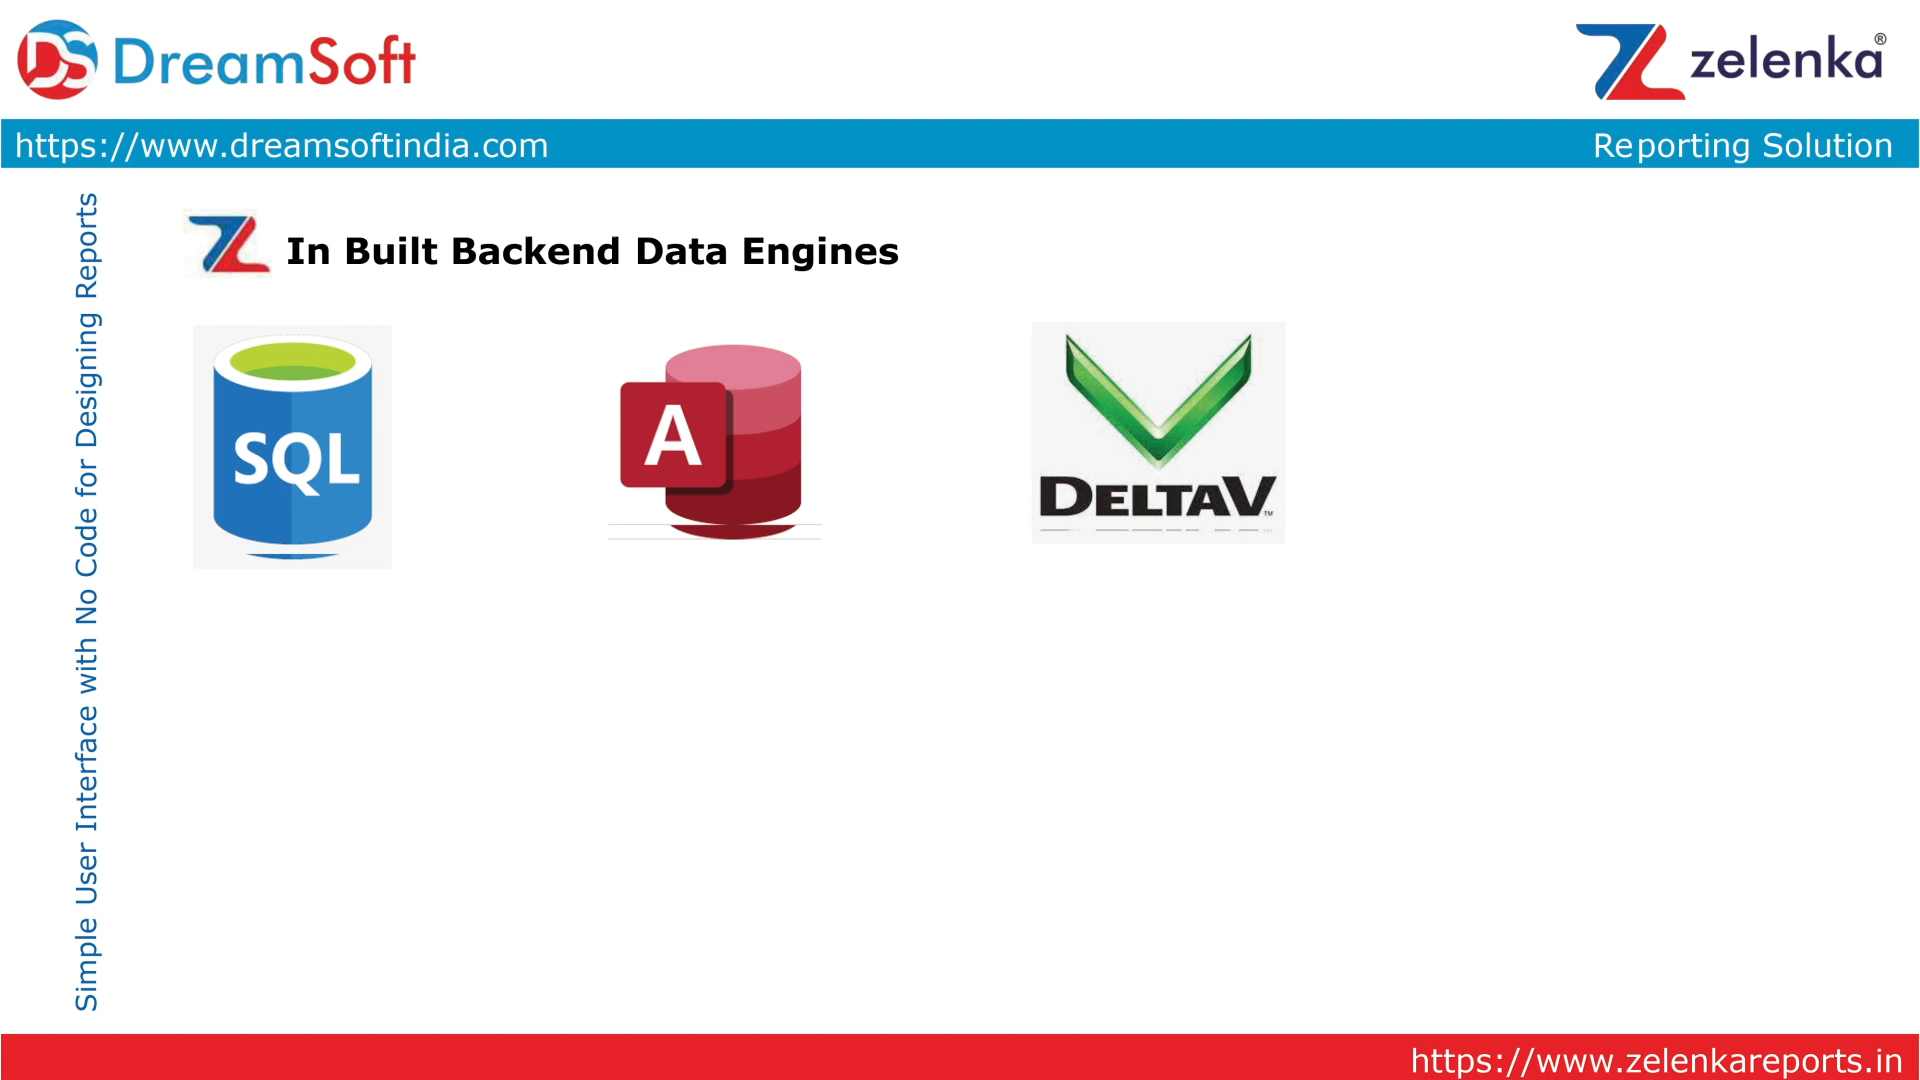 DS DreamSoft
zelenka®
https://www.dreamsoftindia.com
Reporting Solution
Simple User Interface with No Code for Designing Reports
In Built Backend Data Engines
SQL
A
DELTAV™
https://www.zelenkareports.in